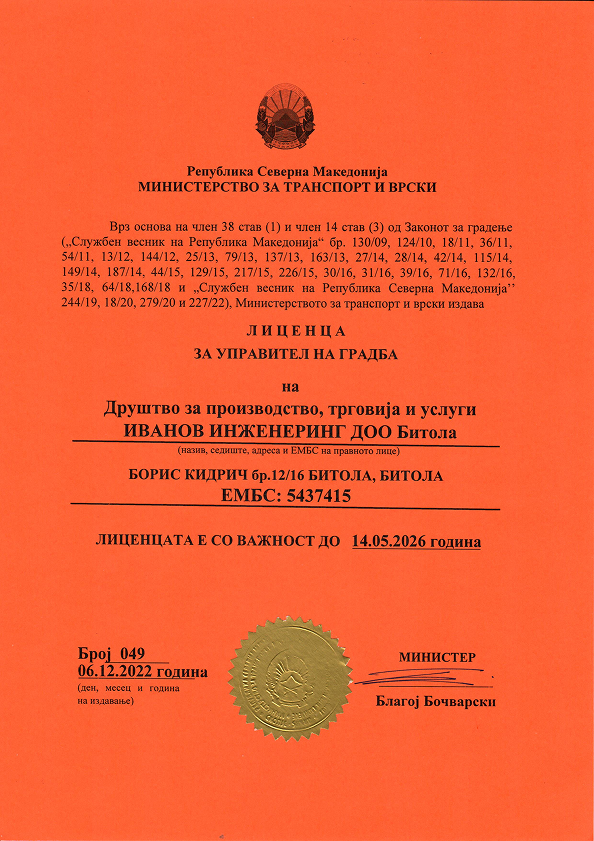 Република Северна Македонија
МИНИСТЕРСТВО ЗА ТРАНСПОРТ И ВРСКИ
Врз основа на член 38 став (1) и член 14 став (3) од Законот за градење
(„Службен весник на Република Македонија“ бр. 130/09, 124/10, 18/11, 36/11,
54/11, 13/12, 144/12, 25/13, 79/13, 137/13, 163/13, 27/14, 28/14, 42/14, 115/14,
149/14, 187/14, 44/15, 129/15, 217/15, 226/15, 30/16, 31/16, 39/16, 71/16, 132/16,
35/18, 64/18,168/18 и „Службен весник на Република Северна Македонија’’
244/19, 18/20, 279/20 и 227/22), Министерството за транспорт и врски издава
Л И Ц Е Н Ц А
ЗА УПРАВИТЕЛ НА ГРАДБА
на
Друштво за производство, трговија и услуги
ИВАНОВ ИНЖЕНЕРИНГ ДОО Битола
(назив, седиште, адреса и ЕМБС на правното лице)
БОРИС КИДРИЧ бр.12/16 БИТОЛА, БИТОЛА
ЕМБС: 5437415
ЛИЦЕНЦАТА Е СО ВАЖНОСТ ДО 14.05.2026 година
Број 049
06.12.2022 година
(ден, месец и година
на издавање)
МИНИСТЕР
Благој Бочварски